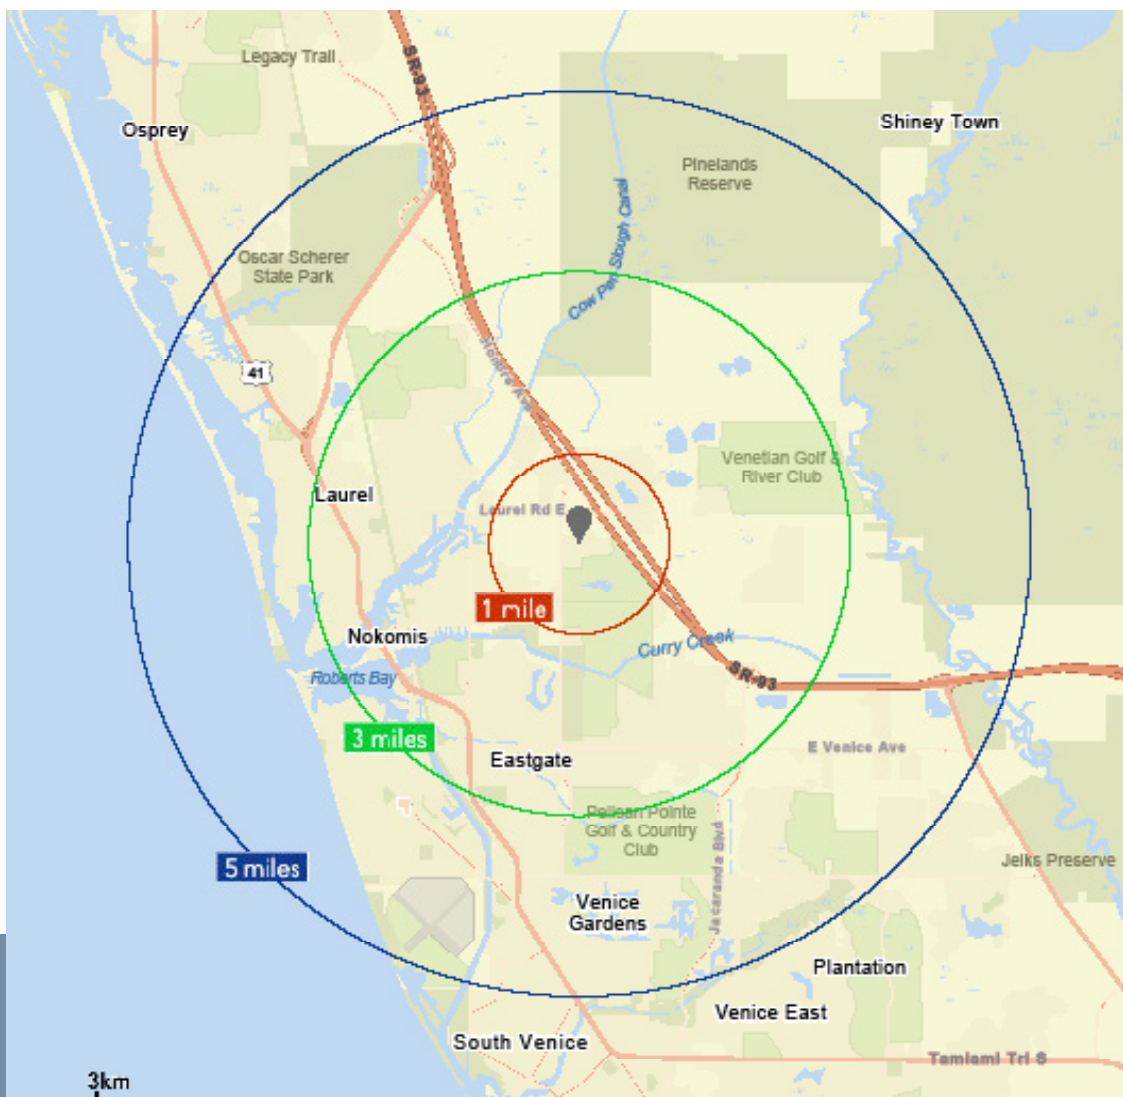 Legacy Trail
SR-93
Osprey
Shiney Town
Pinelands
Reserve
Cow Pen Slough Canal
Oscar Scherer
State Park
41
Honore Ave
Venetian Golf &
River Club
Laurel
Laurel Rd E
1 mile
Nokomis
Curry Creek
Roberts Bay
SR-93
3 miles
E Venice Ave
Eastgate
Pelican Pointe
Golf & Country
Club
Jacaranda Blvd
5 miles
Jelks Preserve
Venice
Gardens
Plantation
Venice East
South Venice
Tamiami Trl S
3km